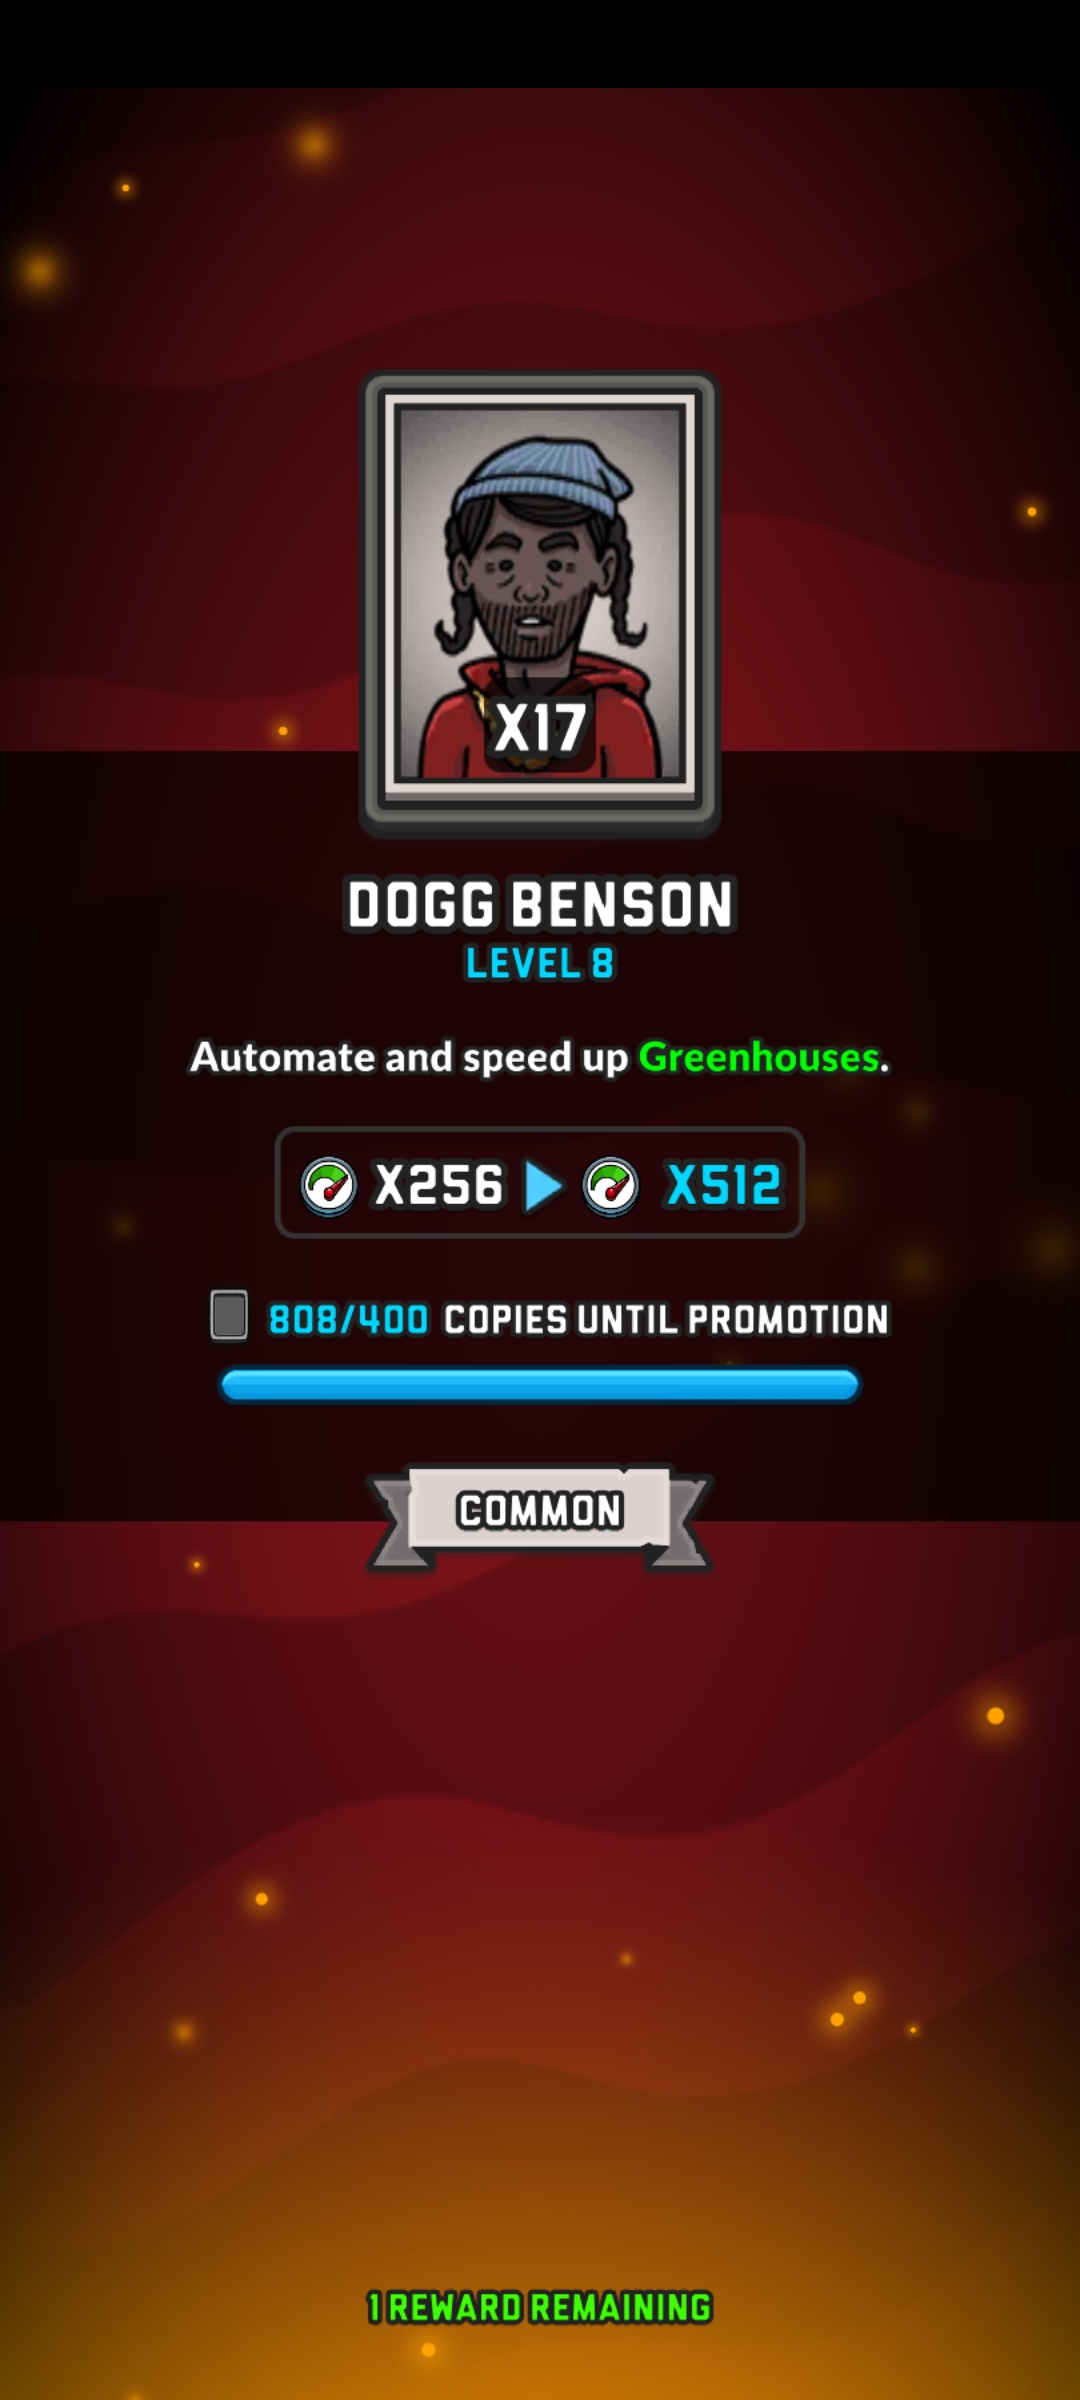 X17
DOGG BENSON
LEVEL 8
Automate and speed up Greenhouses.
X256 X512
808/400 COPIES UNTIL PROMOTION
COMMON
1 REWARD REMAINING